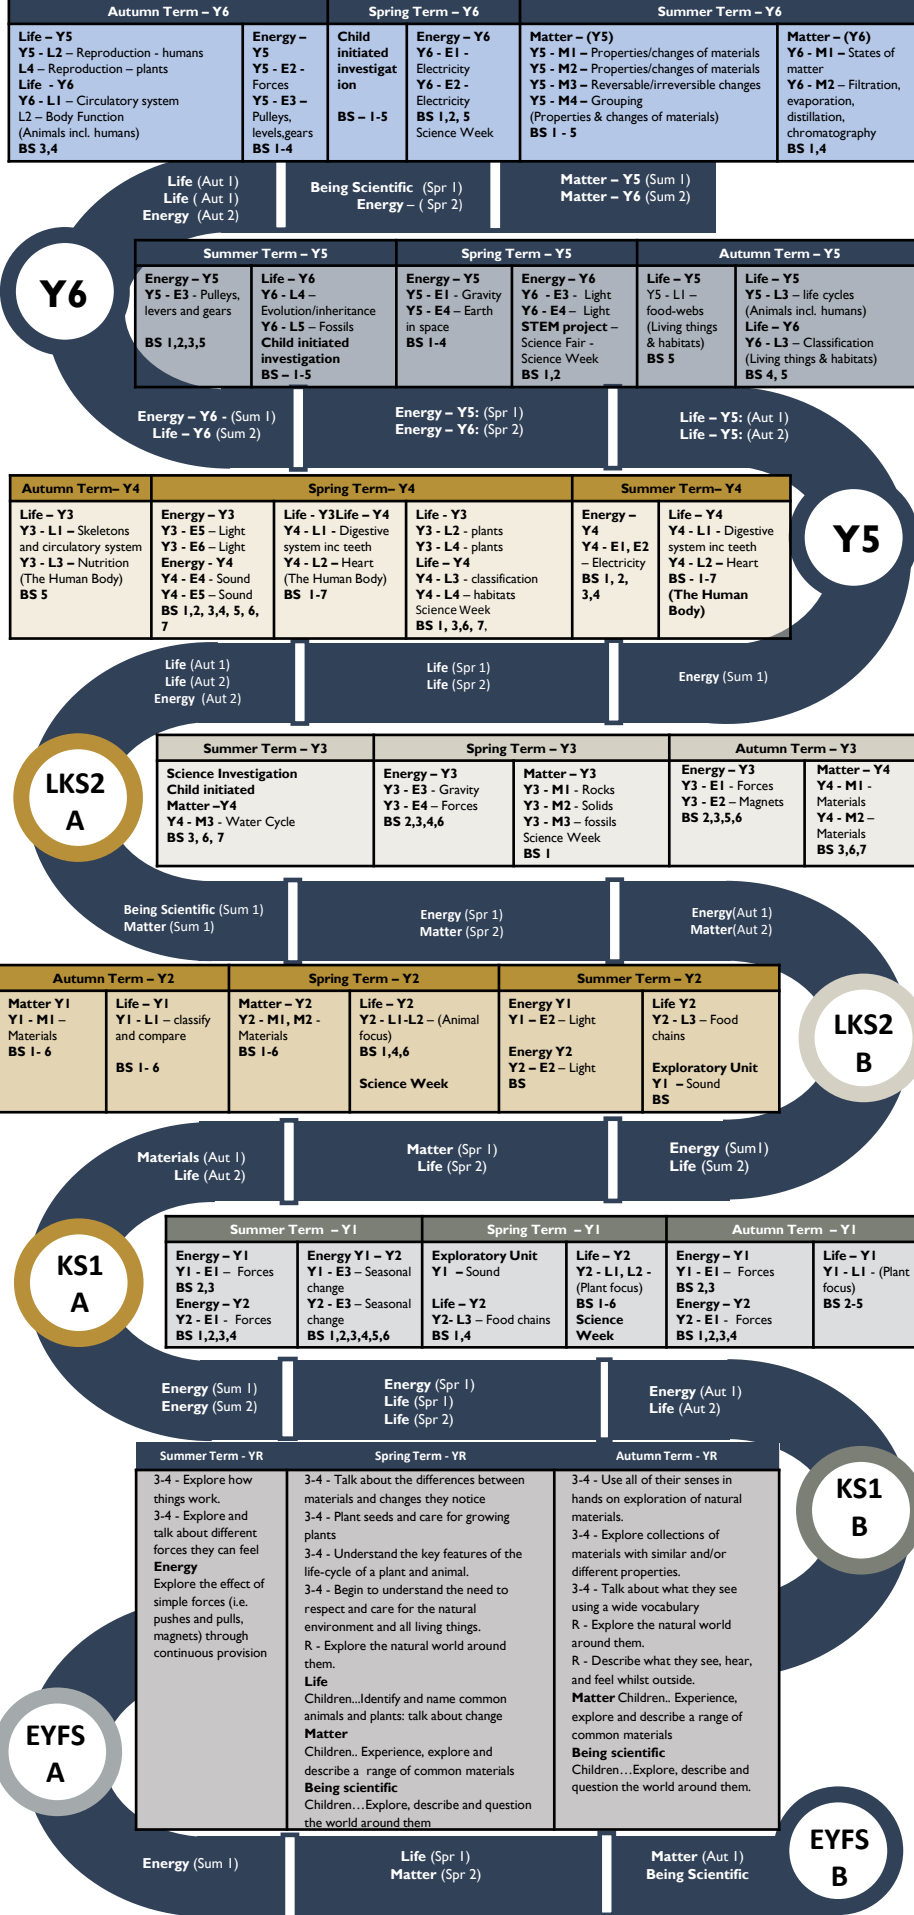 Autumn Term – Y6
Spring Term – Y6
Summer Term – Y6
Life – Y5
Y5 - L2 – Reproduction - humans
L4 – Reproduction – plants
Life - Y6
Y6 - L1 – Circulatory system
L2 – Body Function
(Animals incl. humans)
BS 3,4
Energy –
Y5
Y5 - E2 -
Forces
Y5 - E3 –
Pulleys,
levels,gears
BS 1-4
Child
initiated
investigat
ion
BS – 1-5
Energy – Y6
Y6 - E1 -
Electricity
Y6 - E2 -
Electricity
BS 1,2, 5
Science Week
Matter – (Y5)
Y5 - M1 – Properties/changes of materials
Y5 - M2 – Properties/changes of materials
Y5 - M3 – Reversable/irreversible changes
Y5 - M4 – Grouping
(Properties & changes of materials)
BS 1 - 5
Matter – (Y6)
Y6 - M1 – States of
matter
Y6 - M2 – Filtration,
evaporation,
distillation,
chromatography
BS 1,4
Life (Aut 1)
Life ( Aut 1)
Energy (Aut 2)
Being Scientific (Spr 1)
Energy – ( Spr 2)
Matter – Y5 (Sum 1)
Matter – Y6 (Sum 2)
Y6
Summer Term – Y5
Spring Term – Y5
Autumn Term – Y5
Energy – Y5
Y5 - E3 - Pulleys,
levers and gears
BS 1,2,3,5
Life – Y6
Y6 - L4 –
Evolution/inheritance
Y6 - L5 – Fossils
Child initiated
investigation
BS – 1-5
Energy – Y5
Y5 - E1 - Gravity
Y5 - E4 – Earth
in space
BS 1-4
Energy – Y6
Y6 - E3 - Light
Y6 - E4 – Light
STEM project –
Science Fair -
Science Week
BS 1,2
Life – Y5
Y5 - L1 –
food-webs
(Living things
& habitats)
BS 5
Life – Y5
Y5 - L3 – life cycles
(Animals incl. humans)
Life – Y6
Y6 - L3 – Classification
(Living things & habitats)
BS 4, 5
Energy – Y6 - (Sum 1)
Life – Y6 (Sum 2)
Energy – Y5: (Spr 1)
Energy – Y6: (Spr 2)
Life – Y5: (Aut 1)
Life – Y5: (Aut 2)
Y5
Autumn Term– Y4
Spring Term– Y4
Summer Term–Y4
Life – Y3
Y3 - L1 – Skeletons
and circulatory system
Y3 - L3 – Nutrition
(The Human Body)
BS 5
Energy – Y3
Y3 - E5 – Light
Y3 - E6 – Light
Energy - Y4
Y4 - E4 - Sound
Y4 - E5 – Sound
BS 1,2, 3,4, 5, 6,
7
Life - Y3Life – Y4
Y4 - L1 - Digestive
system inc teeth
Y4 - L2 – Heart
(The Human Body)
BS 1-7
Life - Y3
Y3 - L2 - plants
Y3 - L4 - plants
Life – Y4
Y4 - L3 - classification
Y4 - L4 – habitats
Science Week
BS 1, 3,6, 7,
Energy –
Y4
Y4 - E1, E2
– Electricity
BS 1, 2,
3,4
Life – Y4
Y4 - L1 - Digestive
system inc teeth
Y4 - L2 – Heart
BS - 1-7
(The Human
Body)
Life (Aut 1)
Life (Aut 2)
Energy (Aut 2)
Life (Spr 1)
Life (Spr 2)
Energy (Sum 1)
LKS2
A
Summer Term – Y3
Spring Term – Y3
Autumn Term – Y3
Science Investigation
Child initiated
Matter –Y4
Y4 - M3 - Water Cycle
BS 3, 6, 7
Energy – Y3
Y3 - E3 - Gravity
Y3 - E4 – Forces
BS 2,3,4,6
Matter – Y3
Y3 - M1 - Rocks
Y3 - M2 - Solids
Y3 - M3 – fossils
Science Week
BS 1
Energy – Y3
Y3 - E1 - Forces
Y3 - E2 – Magnets
BS 2,3,5,6
Matter – Y4
Y4 - M1 -
Materials
Y4 - M2 –
Materials
BS 3,6,7
Being Scientific (Sum 1)
Matter (Sum 1)
Energy (Spr 1)
Matter (Spr 2)
Energy(Aut 1)
Matter(Aut 2)
LKS2
B
Autumn Term – Y2
Spring Term – Y2
Summer Term – Y2
Matter Y1
Y1 - M1 –
Materials
BS 1- 6
Life – Y1
Y1 - L1 – classify
and compare
BS 1- 6
Matter – Y2
Y2 - M1, M2 -
Materials
BS 1-6
Life – Y2
Y2 - L1-L2 – (Animal
focus)
BS 1,4,6
Science Week
Energy Y1
Y1 – E2 – Light
Energy Y2
Y2 – E2 – Light
BS
Life Y2
Y2 - L3 – Food
chains
Exploratory Unit
Y1 – Sound
BS
Materials (Aut 1)
Life (Aut 2)
Matter (Spr 1)
Life (Spr 2)
Energy (Sum1)
Life (Sum 2)
KS1
A
Summer Term – Y1
Spring Term – Y1
Autumn Term – Y1
Energy – Y1
Y1 - E1 – Forces
BS 2,3
Energy – Y2
Y2 - E1 - Forces
BS 1,2,3,4
Energy Y1 – Y2
Y1 - E3 – Seasonal
change
Y2 - E3 – Seasonal
change
BS 1,2,3,4,5,6
Exploratory Unit
Y1 – Sound
Life – Y2
Y2- L3 – Food chains
BS 1,4
Life – Y2
Y2 - L1, L2 -
(Plant focus)
BS 1-6
Science
Week
Energy – Y1
Y1 - E1 – Forces
BS 2,3
Energy – Y2
Y2 - E1 - Forces
BS 1,2,3,4
Life – Y1
Y1 - L1 - (Plant
focus)
BS 2-5
Energy (Sum 1)
Energy (Sum 2)
Energy (Spr 1)
Life (Spr 1)
Life (Spr 2)
Energy (Aut 1)
Life (Aut 2)
KS1
B
Summer Term - YR
Spring Term - YR
Autumn Term - YR
3-4 - Explore how
things work.
3-4 - Explore and
talk about different
forces they can feel
Energy
Explore the effect of
simple forces (i.e.
pushes and pulls,
magnets) through
continuous provision
3-4 - Talk about the differences between
materials and changes they notice
3-4 - Plant seeds and care for growing
plants
3-4 - Understand the key features of the
life-cycle of a plant and animal.
3-4 - Begin to understand the need to
respect and care for the natural
environment and all living things.
R - Explore the natural world around
them.
Life
Children...Identify and name common
animals and plants: talk about change
Matter
Children.. Experience, explore and
describe a range of common materials
Being scientific
Children…Explore, describe and question
the world around them
3-4 - Use all of their senses in
hands on exploration of natural
materials.
3-4 - Explore collections of
materials with similar and/or
different properties.
3-4 - Talk about what they see
using a wide vocabulary
R - Explore the natural world
around them.
R - Describe what they see, hear,
and feel whilst outside.
Matter Children.. Experience,
explore and describe a range of
common materials
Being scientific
Children…Explore, describe and
question the world around them.
EYFS
A
Energy (Sum 1)
Life (Spr 1)
Matter (Spr 2)
Matter (Aut 1)
Being Scientific
EYFS
B